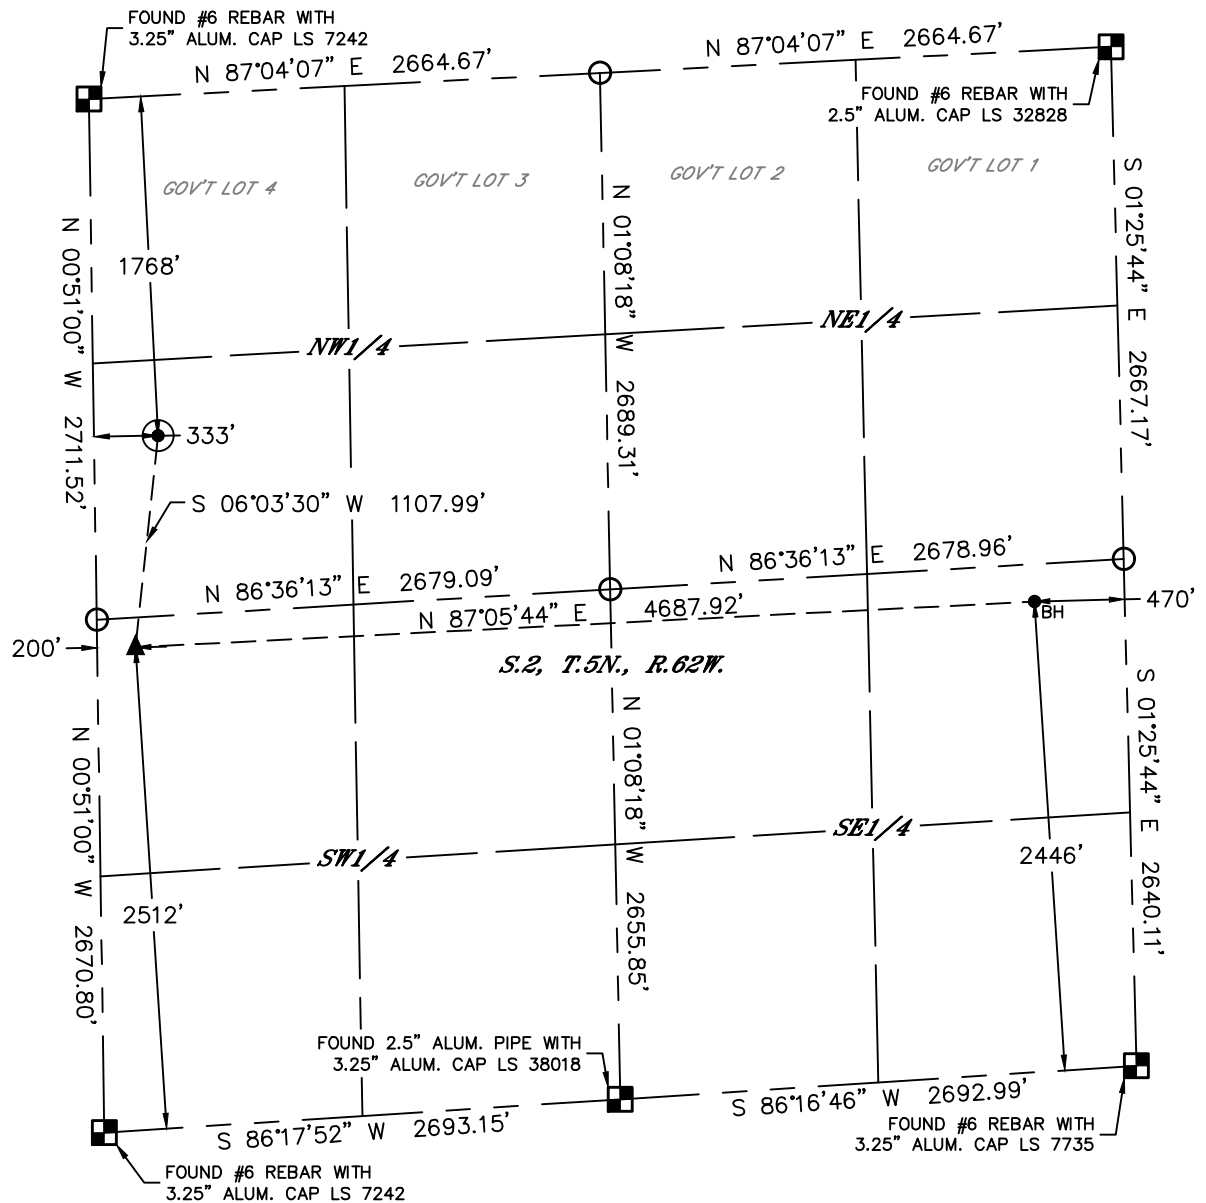 FOUND #6 REBAR WITH
3.25" ALUM. CAP LS 7242
N 87°04'07" E 2664.67'
N 87°04'07" E 2664.67'
FOUND #6 REBAR WITH
2.5" ALUM. CAP LS 32828
GOV'T LOT 4
GOV'T LOT 3
GOV'T LOT 2
GOV'T LOT 1
N 00°51'00" W 2711.52'
1768'
N 01°08'18" W 2689.31'
S 01°25'44" E 2667.17'
NW1/4
NE1/4
333'
S 06°03'30" W 1107.99'
N 86°36'13" E 2679.09'
N 86°36'13" E 2678.96'
N 87°05'44" E 4687.92'
BH
470'
200'
S.2, T.5N., R.62W.
N 00°51'00" W 2670.80'
N 01°08'18" W 2655.85'
S 01°25'44" E 2640.11'
SW1/4
SE1/4
2512'
2446'
FOUND 2.5" ALUM. PIPE WITH
3.25" ALUM. CAP LS 38018
S 86°17'52" W 2693.15'
S 86°16'46" W 2692.99'
FOUND #6 REBAR WITH
3.25" ALUM. CAP LS 7735
FOUND #6 REBAR WITH
3.25" ALUM. CAP LS 7242